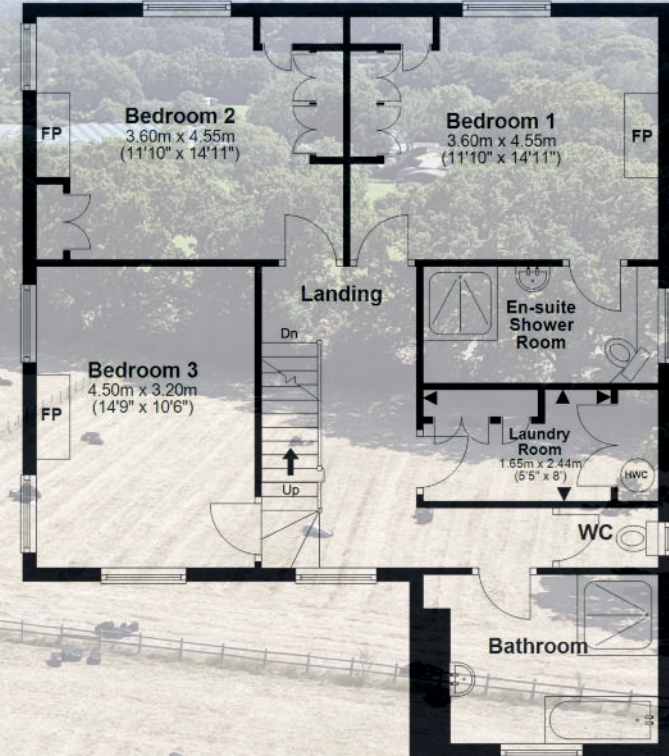 Bedroom 2
3.60m x 4.55m
(11'10" x 14'11")
FP
Bedroom 1
3.60m x 4.55m
(11'10" x 14'11")
FP
Landing
Dn
En-suite
Shower
Room
Bedroom 3
4.50m x 3.20m
(14'9" x 10'6")
FP
Up
Laundry
Room
1.65m x 2.44m
(5'5" x 8')
HWC
WC
Bathroom